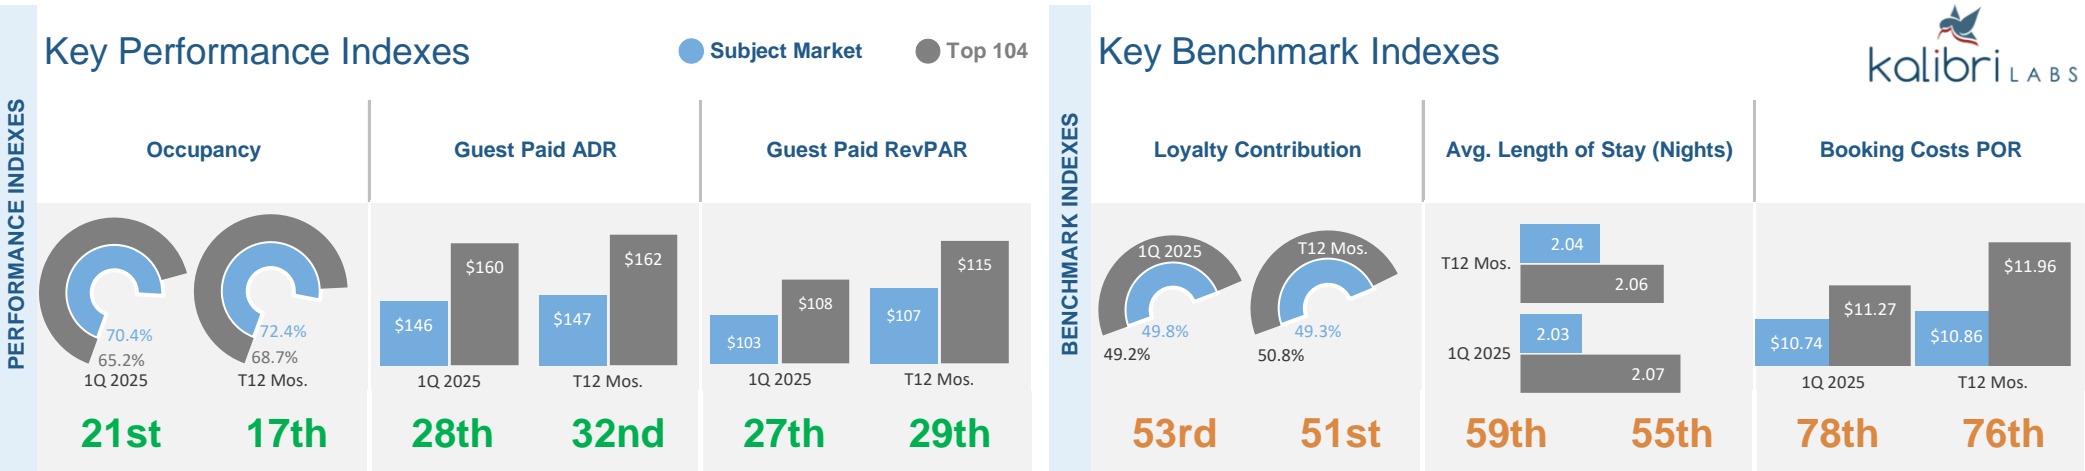 PERFORMANCE INDEXES
Key Performance Indexes
Subject Market
Top 104
Occupancy
Guest Paid ADR
Guest Paid RevPAR
70.4%
65.2%
1Q 2025
72.4%
68.7%
T12 Mos.
$146
$160
1Q 2025
$147
$162
T12 Mos.
$103
$108
1Q 2025
$107
$115
T12 Mos.
21st
17th
28th
32nd
27th
29th
BENCHMARK INDEXES
Key Benchmark Indexes
kalibri LABS
Loyalty Contribution
Avg. Length of Stay (Nights)
Booking Costs POR
1Q 2025
49.8%
49.2%
T12 Mos.
49.3%
50.8%
T12 Mos.
2.04
2.06
1Q 2025
2.03
2.07
$10.74
$11.27
1Q 2025
$10.86
$11.96
T12 Mos.
53rd
51st
59th
55th
78th
76th